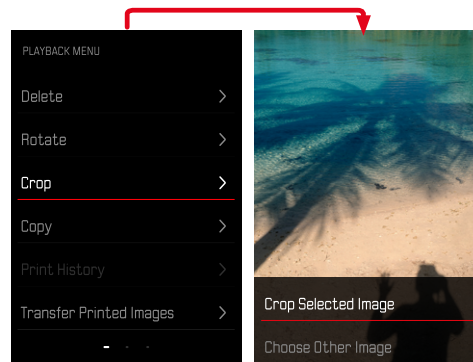 PLAYBACK MENU
Delete
Rotate
Crop
Copy
Print History
Transfer Printed Images
Crop Selected Image
Choose Other Image